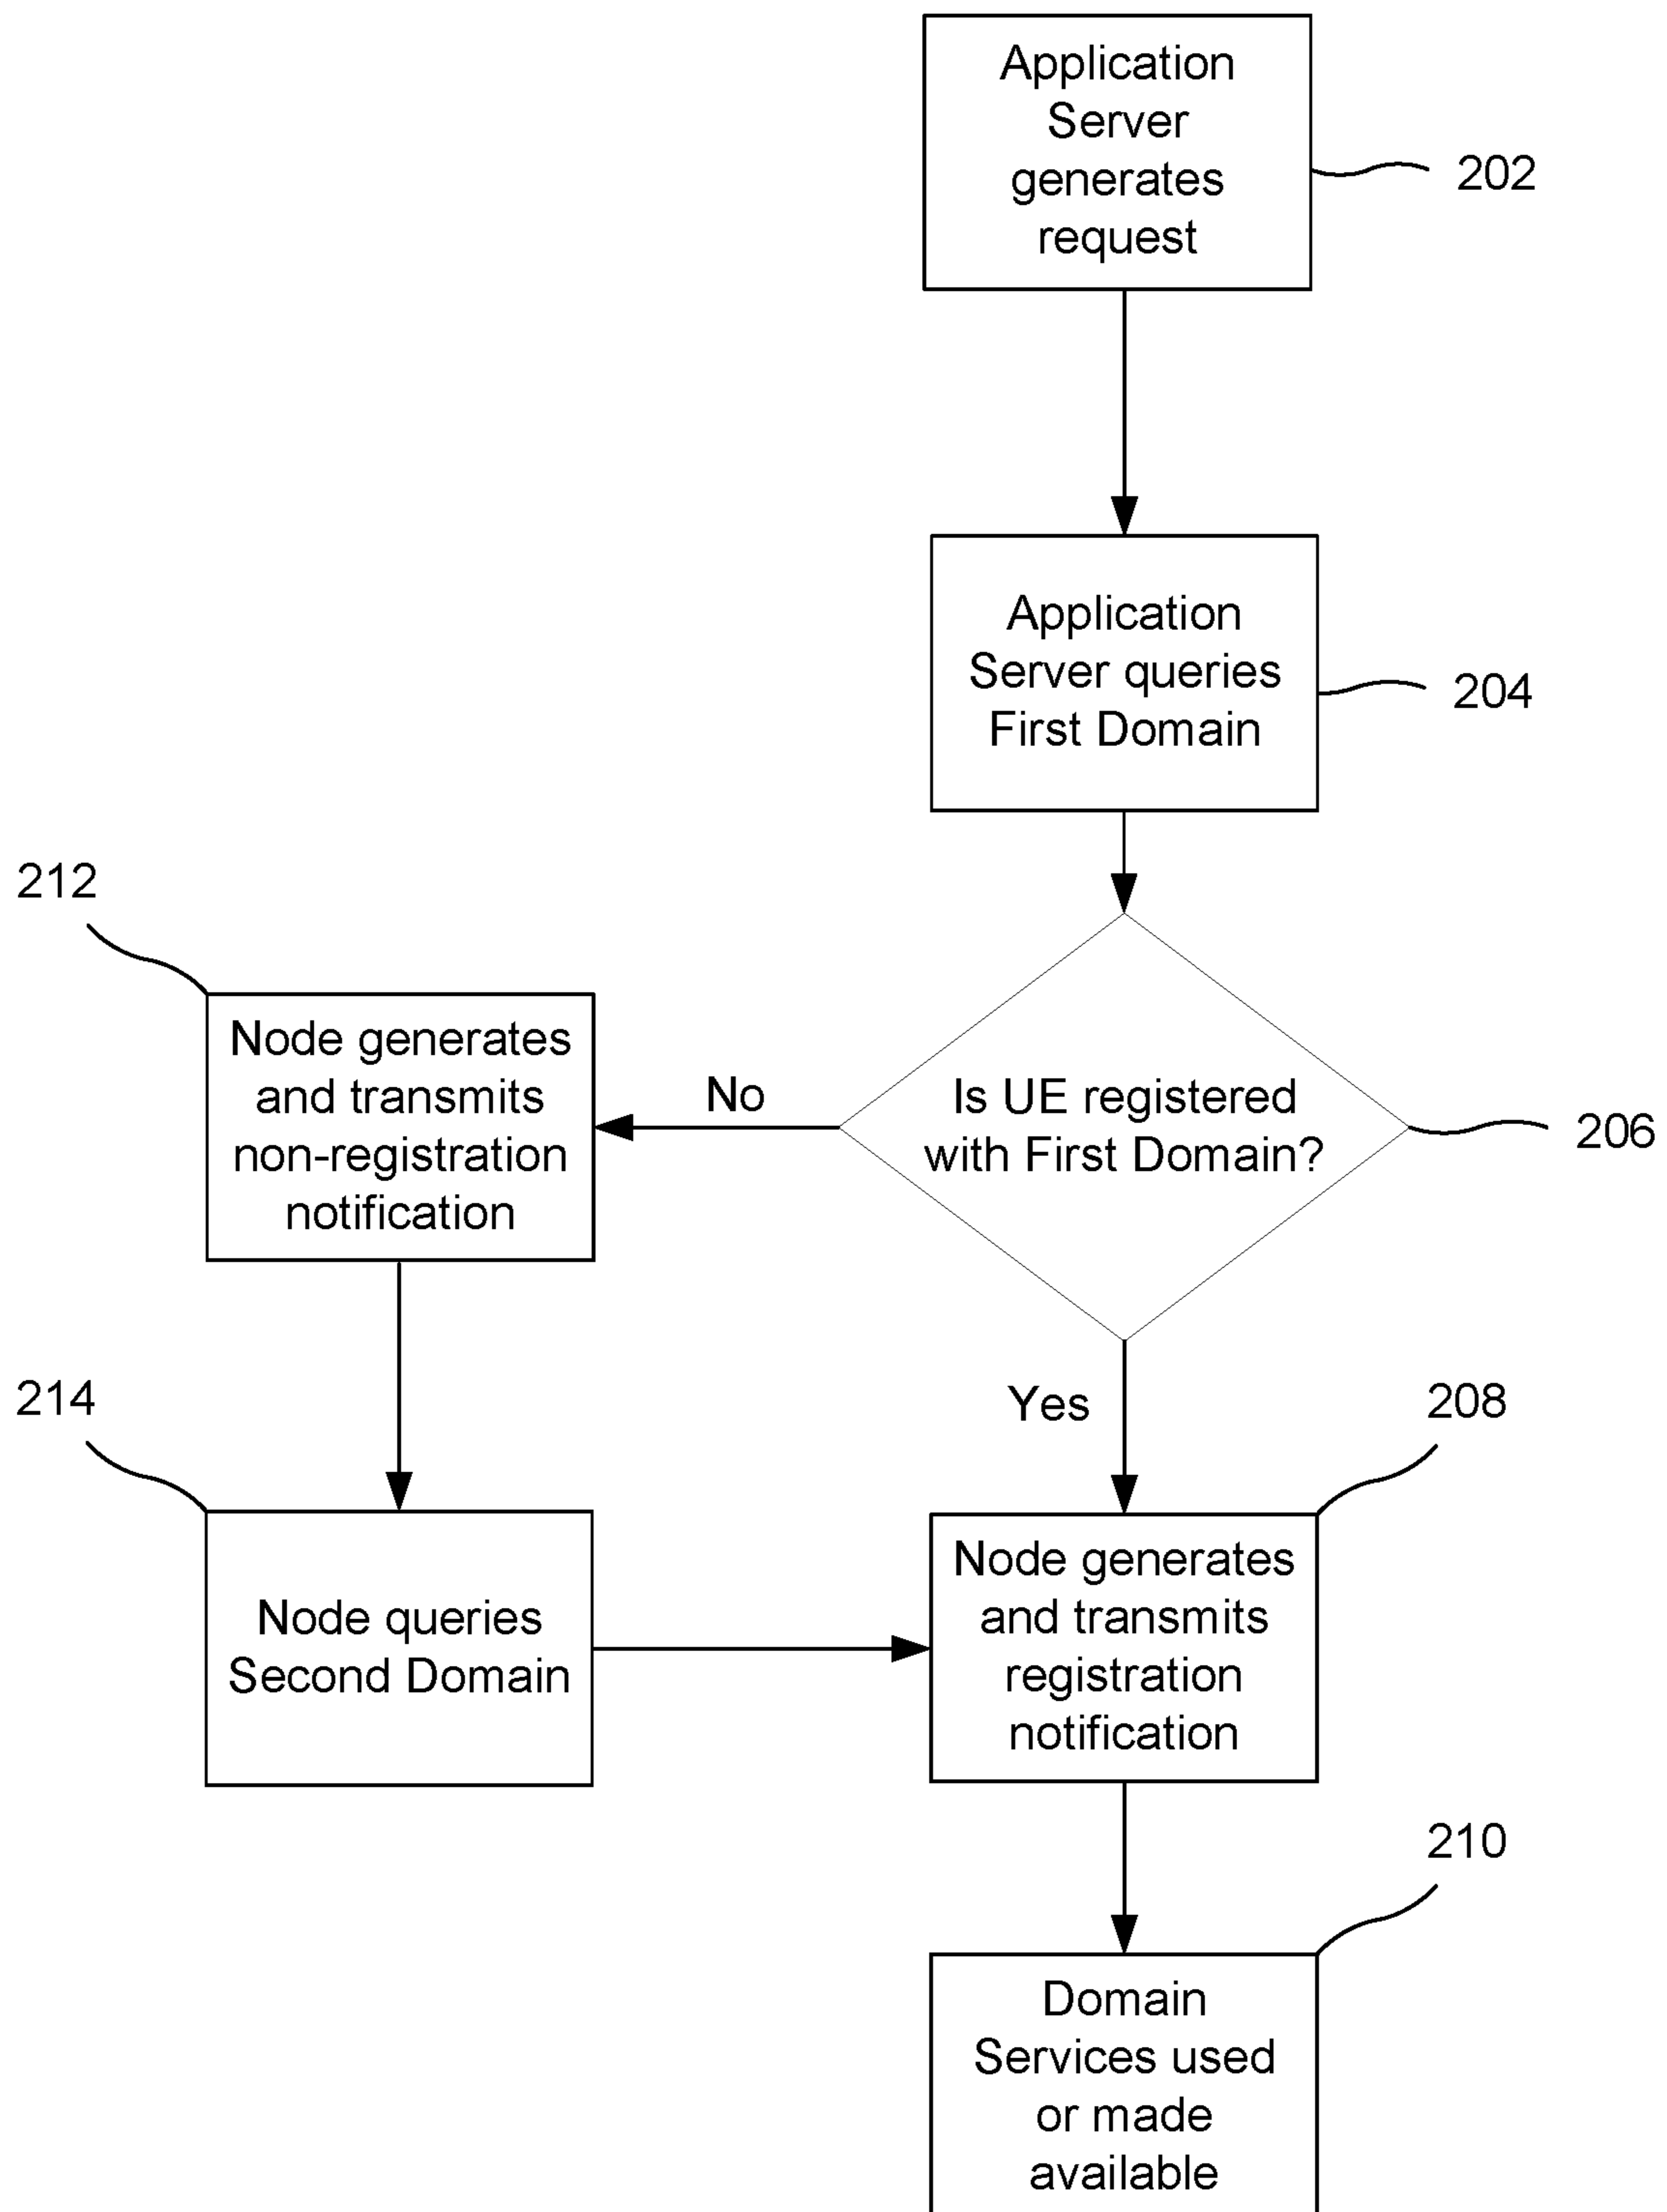 Application
Server
generates
request
202
Application
Server queries
First Domain
204
212
Node generates
and transmits
non-registration
notification
No
Is UE registered
with First Domain?
206
Yes
214
Node queries
Second Domain
208
Node generates
and transmits
registration
notification
210
Domain
Services used
or made
available